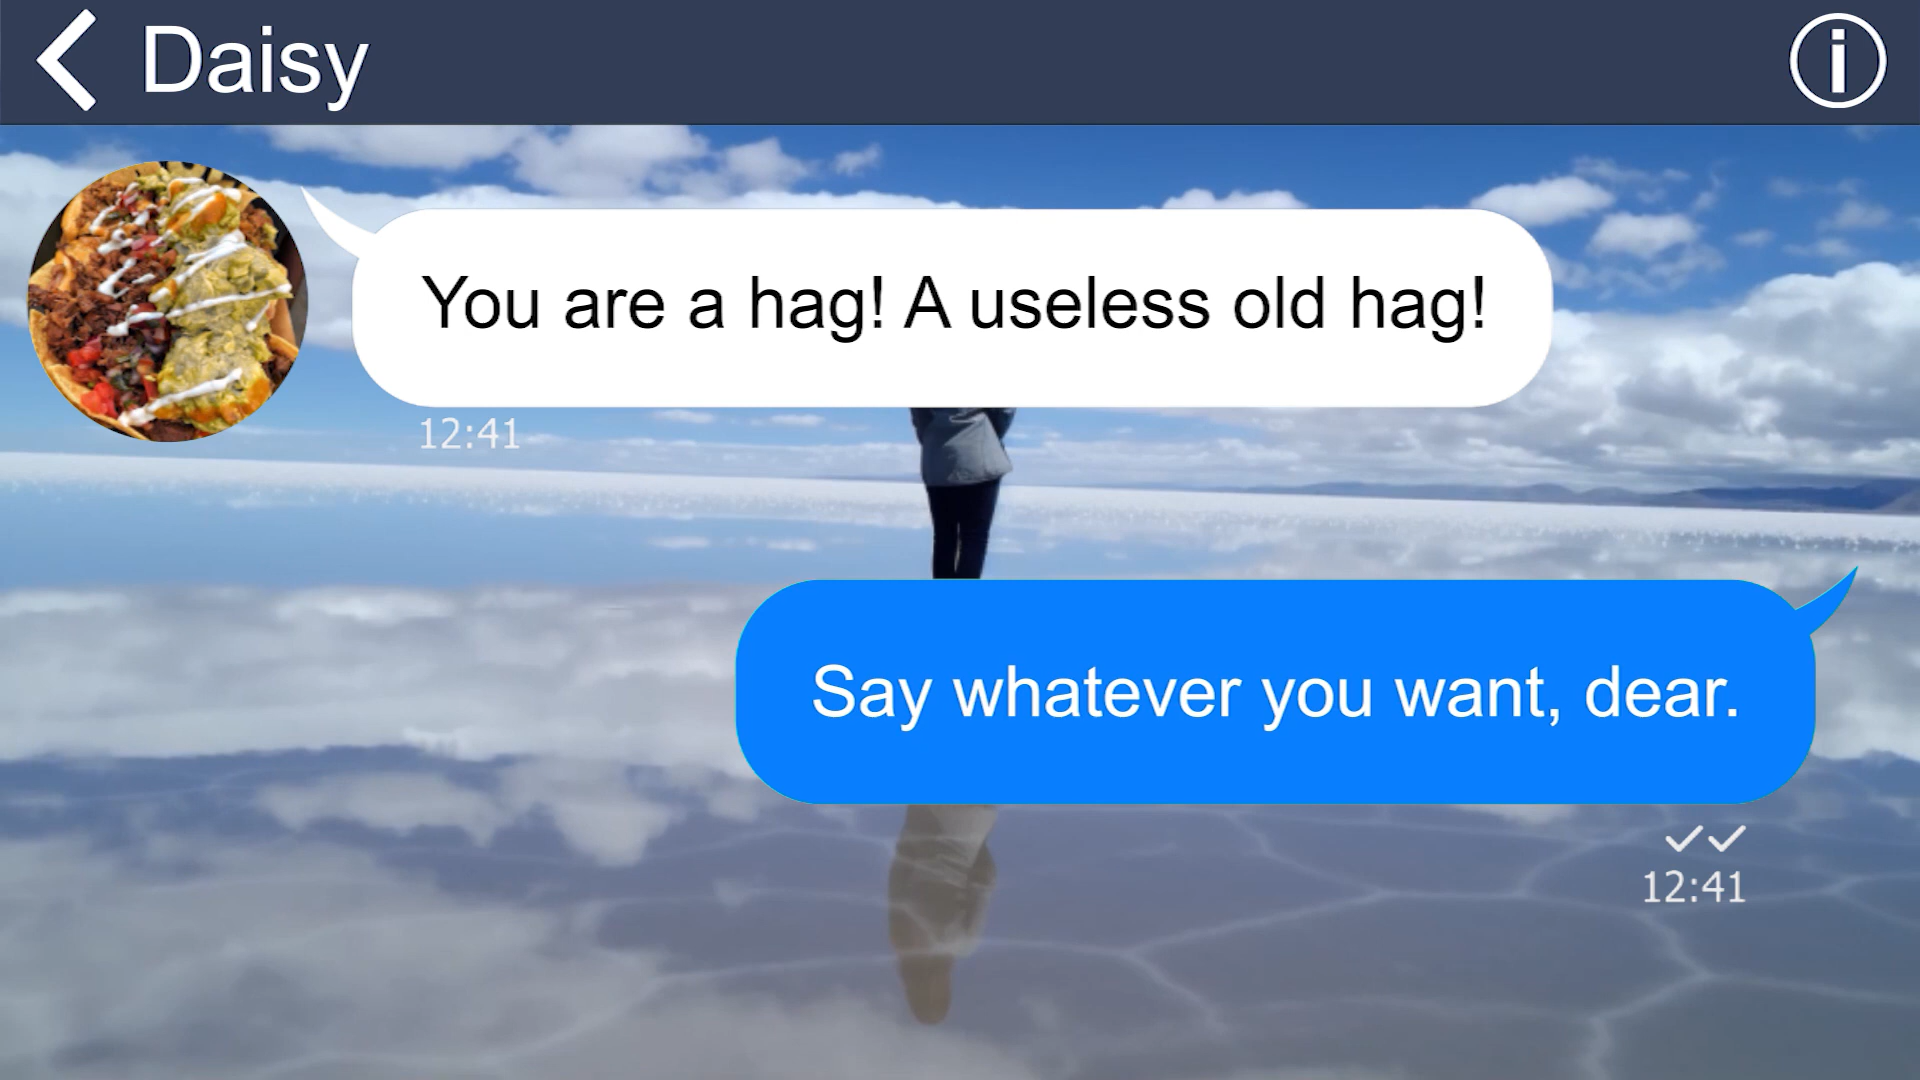 Daisy
You are a hag! A useless old hag!
12:41
Say whatever you want, dear.
12:41